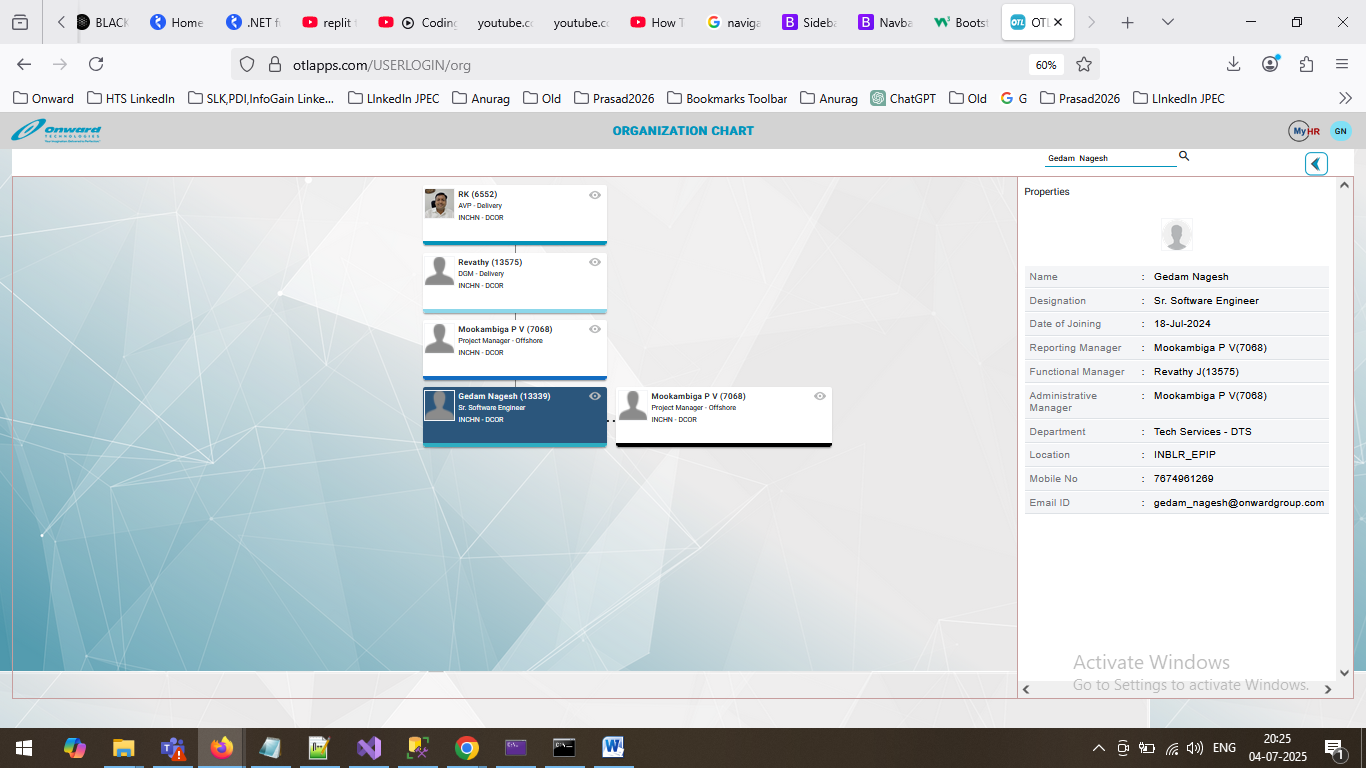 BLACK
Home
.NET f
replit
Coding
youtube.c
youtube.c
How T
naviga
Sideba
Navba
Boots
OTL
otlapps.com/USERLOGIN/org
60%
Onward
HTS LinkedIn
SLK,PDI,InfoGain Linke...
LInkedIn JPEC
Anurag
Old
Prasad2026
Bookmarks Toolbar
Anurag
ChatGPT
Old
G
Prasad2026
LInkedIn JPEC
Onward
TECHNOLOGIES
ORGANIZATION CHART
MyHR
GN
Gedam Nagesh
RK (6552)
AVP - Delivery
INCHN - DCOR
Revathy (13575)
DGM - Delivery
INCHN - DCOR
Mookambiga P V (7068)
Project Manager - Offshore
INCHN - DCOR
Gedam Nagesh (13339)
Sr. Software Engineer
INCHN - DCOR
Mookambiga P V (7068)
Project Manager - Offshore
INCHN - DCOR
Properties
Name : Gedam Nagesh
Designation : Sr. Software Engineer
Date of Joining : 18-Jul-2024
Reporting Manager : Mookambiga P V(7068)
Functional Manager : Revathy J(13575)
Administrative : Mookambiga P V(7068)
Manager
Department : Tech Services - DTS
Location : INBLR_EPIP
Mobile No : 7674961269
Email ID : gedam_nagesh@onwardgroup.com
Activate Windows
Go to Settings to activate Windows.
ENG
20:25
04-07-2025
1